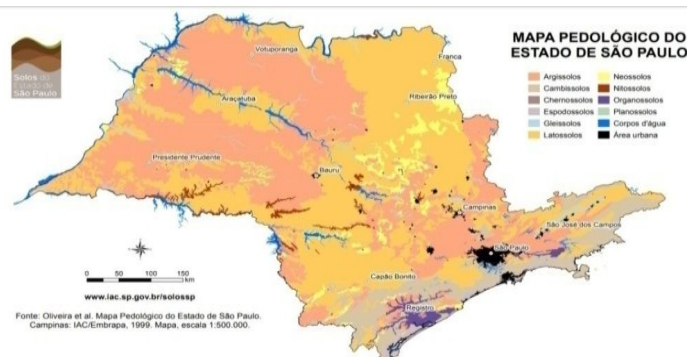 MAPA PEDOLÓGICO DO
ESTADO DE SÃO PAULO
Solos do
Estado de
São Paulo
Argissolos
Cambissolos
Chernossolos
Espodossolos
Gleissolos
Latossolos
Neossolos
Nitossolos
Organossolos
Planossolos
Corpos d'água
Área urbana
Votuporanga
Franca
Araçatuba
Ribeirão Preto
Presidente Prudente
Bauru
Campinas
São José dos Campos
São Paulo
Capão Bonito
Registro
0 50 100 150
km
www.iac.sp.gov.br/solossp
Fonte: Oliveira et al. Mapa Pedológico do Estado de São Paulo.
Campinas: IAC/Embrapa, 1999. Mapa, escala 1:500.000.